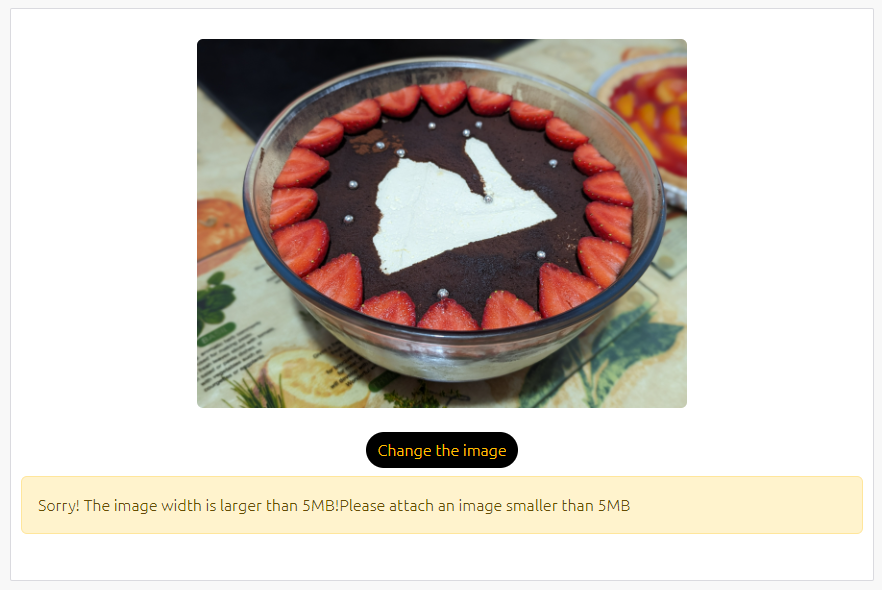 Change the image
Sorry! The image width is larger than 5MB!Please attach an image smaller than 5MB